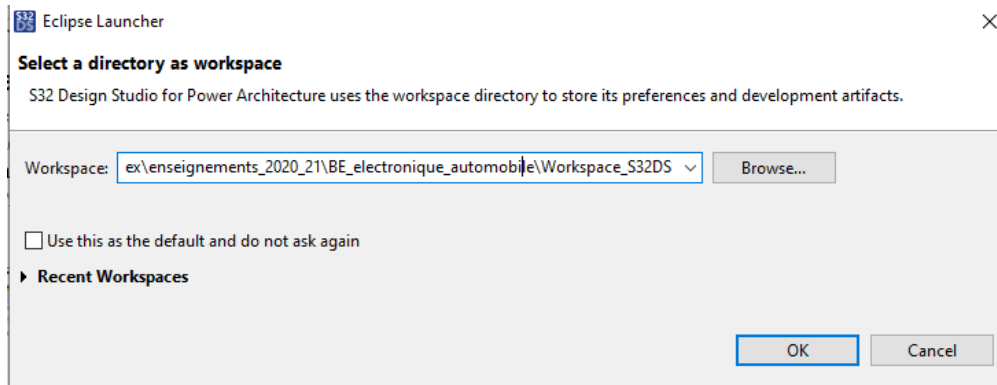 S32 DS Eclipse Launcher
Select a directory as workspace
S32 Design Studio for Power Architecture uses the workspace directory to store its preferences and development artifacts.
Workspace: ex\enseignements_2020_21\BE_electronique_automobile\Workspace_S32DS Browse...
Use this as the default and do not ask again
Recent Workspaces
OK Cancel